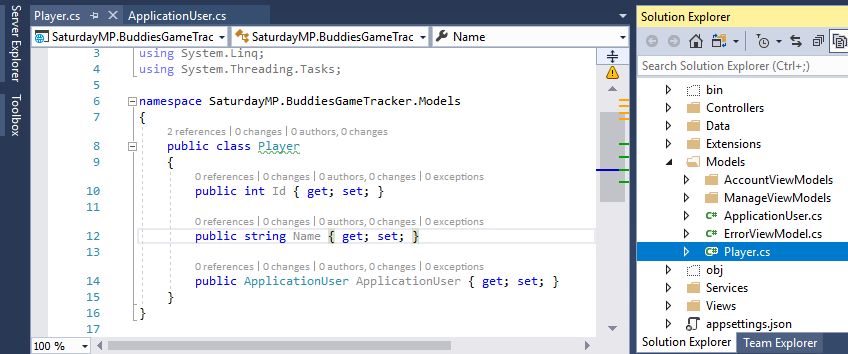 Server Explorer
Toolbox
Player.cs
ApplicationUser.cs
SaturdayMP.BuddiesGameTrac
SaturdayMP.BuddiesGameTrac
Name
3 using System.Linq;
4 using System.Threading.Tasks;
5
6 namespace SaturdayMP.BuddiesGameTracker.Models
7 {
2 references | 0 changes | 0 authors, 0 changes
8 public class Player
9 {
0 references | 0 changes | 0 authors, 0 changes | 0 exceptions
10 public int Id { get; set; }
11
0 references | 0 changes | 0 authors, 0 changes | 0 exceptions
12 public string Name { get; set; }
13
0 references | 0 changes | 0 authors, 0 changes | 0 exceptions
14 public ApplicationUser ApplicationUser { get; set; }
15 }
16 }
17
100 %
Solution Explorer
Search Solution Explorer (Ctrl+;)
bin
Controllers
Data
Extensions
Models
AccountViewModels
ManageViewModels
C# ApplicationUser.cs
C# ErrorViewModel.cs
C# Player.cs
obj
Services
Views
appsettings.json
Solution Explorer Team Explorer